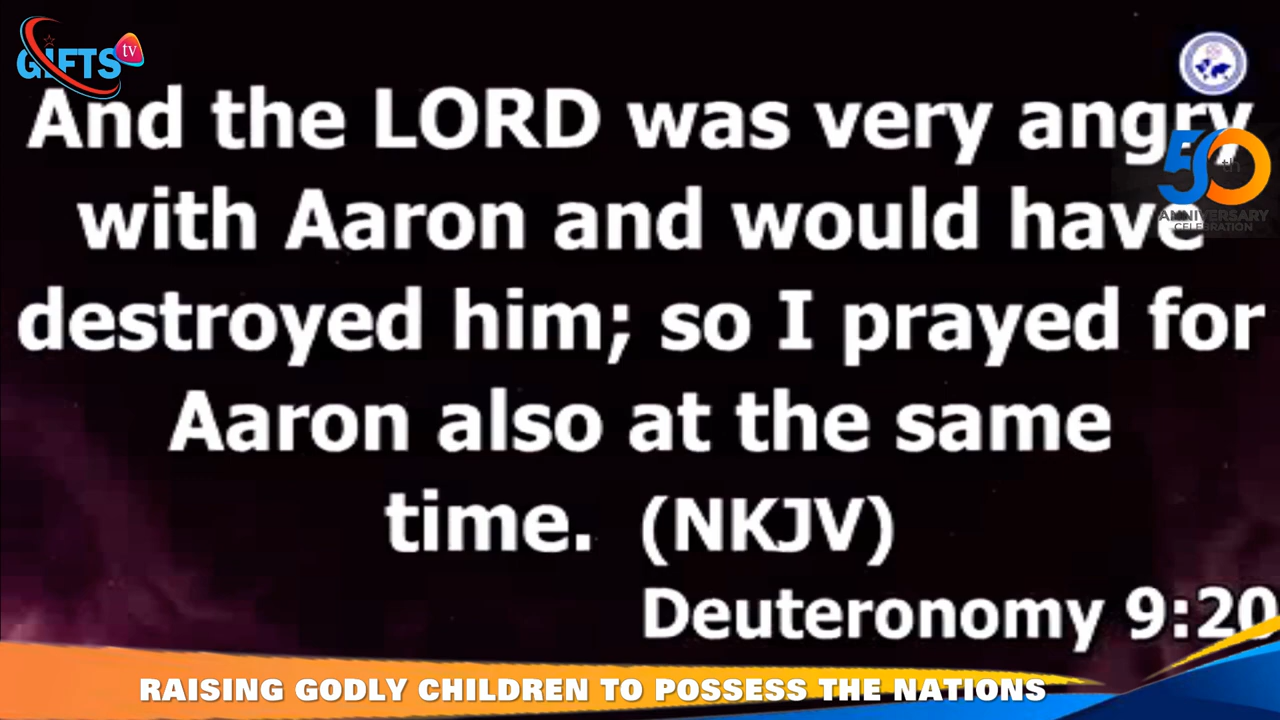 GIFTS tv
And the LORD was very angry
with Aaron and would have
destroyed him; so I prayed for
Aaron also at the same
time. (NKJV)
Deuteronomy 9:20
50th
ANNIVERSARY
CELEBRATION
RAISING GODLY CHILDREN TO POSSESS THE NATIONS